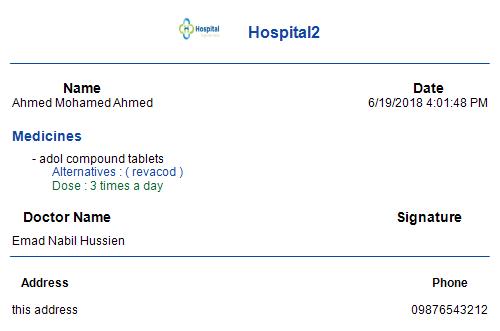 Hospital
Hospital2
Name Date
Ahmed Mohamed Ahmed 6/19/2018 4:01:48 PM
Medicines
- adol compound tablets
Alternatives : ( revacod )
Dose : 3 times a day
Doctor Name Signature
Emad Nabil Hussien
Address Phone
this address 09876543212